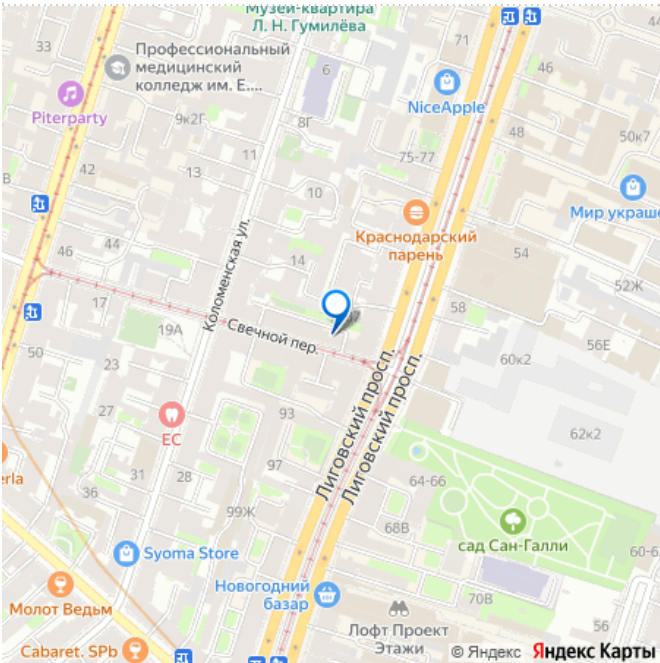 Музей-квартира
Л. Н. Гумилёва
33
Профессиональный
медицинский
колледж им. Е....
6
71
46
NiceApple
Piterparty
9к2Г
8Г
48
50к7
75-77
42
13
11
10
Мир украше
Краснодарский
парень
46
44
14
54
Коломенская ул.
52Ж
17
19А
Свечной пер.
58
56Е
50
23
60к2
Лиговский просп.
Лиговский просп.
27
93
ЕС
62к2
erla
31
97
36
28
64-66
99Ж
68В
сад Сан-Галли
60-6
Syoma Store
Новогодний
базар
Молот Ведьм
70В
56
Лофт Проект
Этажи
Cabaret. SPb
© Яндекс Яндекс Карты